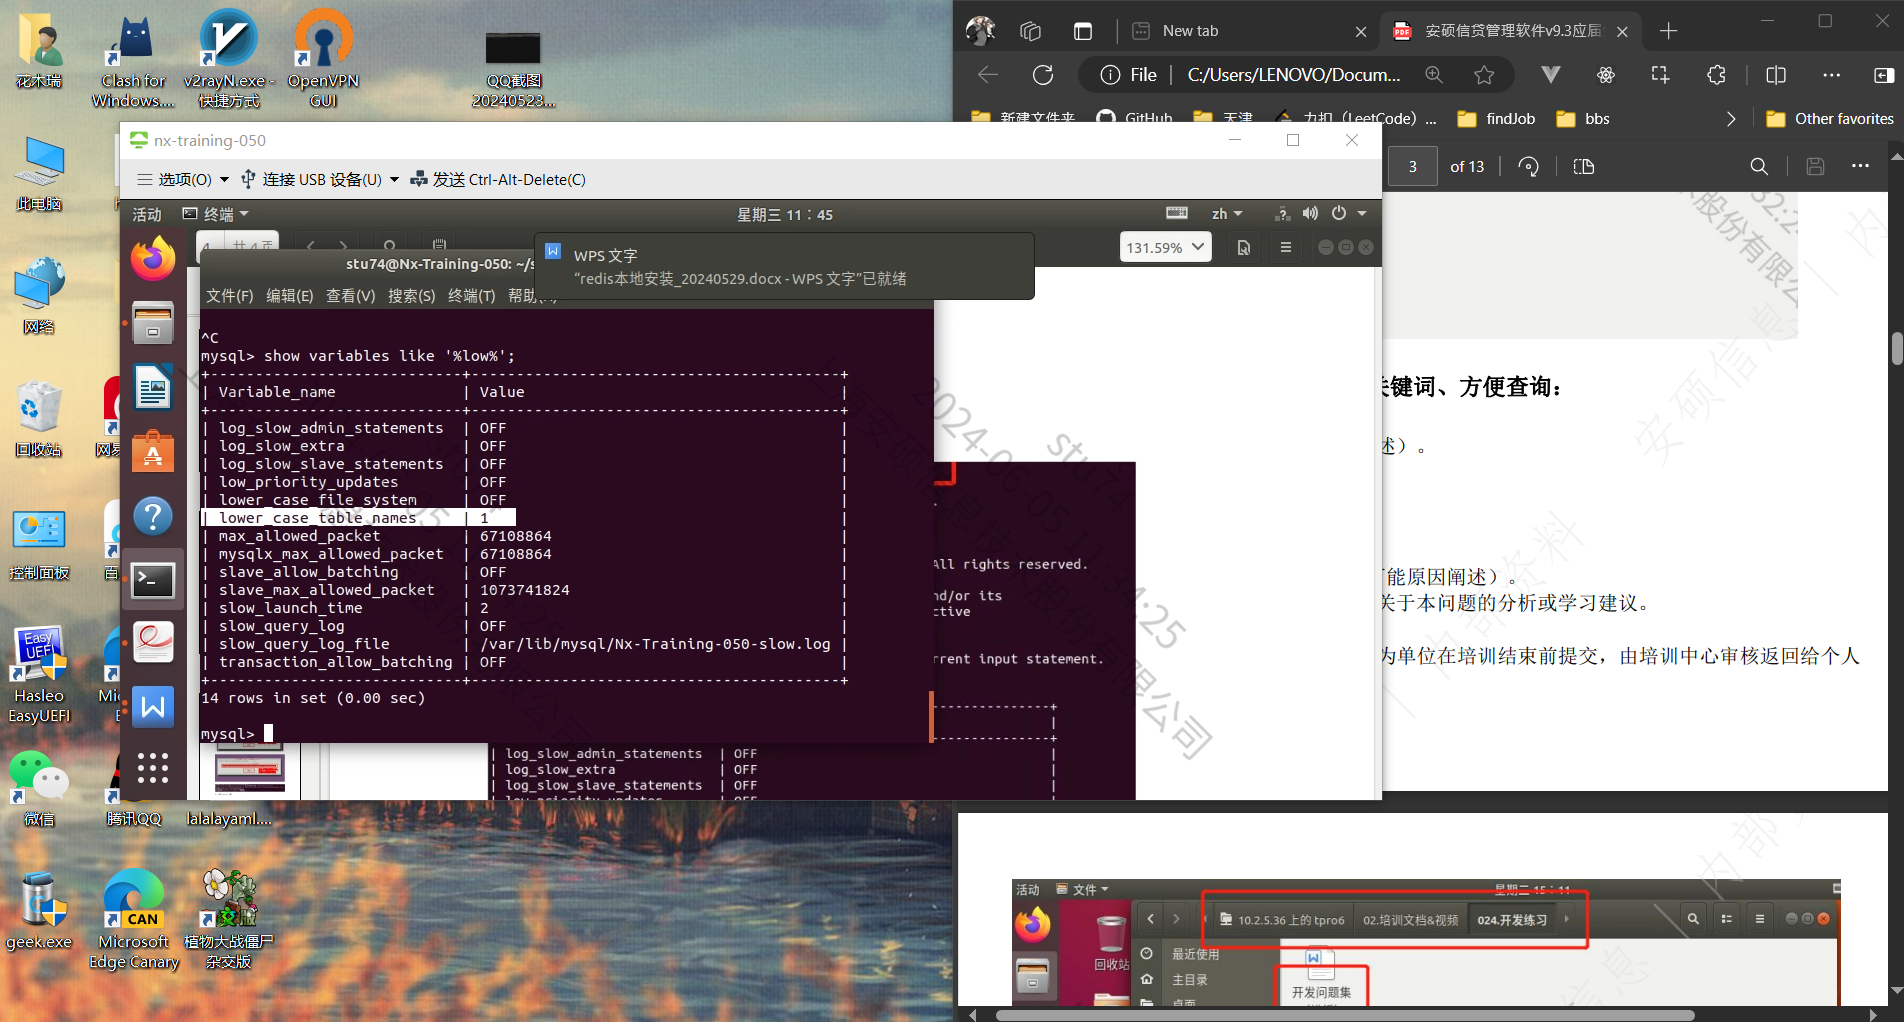 花木瑞
Clash for
Windows....
v2rayN.exe -
快捷方式
OpenVPN
GUI
QQ截图
20240523...
此电脑
网络
回收站
控制面板
Hasleo
EasyUEFI
微信
腾讯QQ
lalalayaml....
geek.exe
Microsoft
Edge Canary
植物大战僵尸
杂交版
nx-training-050
选项(O) 连接 USB 设备(U) 发送 Ctrl-Alt-Delete(C)
活动 终端 星期三 11：45 zh
131.59%
stu74@Nx-Training-050: ~/s
WPS 文字
“redis本地安装_20240529.docx - WPS 文字”已就绪
文件(F) 编辑(E) 查看(V) 搜索(S) 终端(T) 帮助
^C
mysql> show variables like '%low%';
+----------------------------+-----------------------------------------+
| Variable_name | Value |
+----------------------------+-----------------------------------------+
| log_slow_admin_statements | OFF |
| log_slow_extra | OFF |
| log_slow_slave_statements | OFF |
| low_priority_updates | OFF |
| lower_case_file_system | OFF |
| lower_case_table_names | 1 |
| max_allowed_packet | 67108864 |
| mysqlx_max_allowed_packet | 67108864 |
| slave_allow_batching | OFF |
| slave_max_allowed_packet | 1073741824 |
| slow_launch_time | 2 |
| slow_query_log | OFF |
| slow_query_log_file | /var/lib/mysql/Nx-Training-050-slow.log |
| transaction_allow_batching | OFF |
+----------------------------+-----------------------------------------+
14 rows in set (0.00 sec)
mysql>
All rights reserved.
nd/or its
ctive
rrent input statement.
| log_slow_admin_statements | OFF |
| log_slow_extra | OFF |
| log_slow_slave_statements | OFF |
New tab
安硕信贷管理软件v9.3应届
File C:/Users/LENOVO/Docum...
新建文件夹 GitHub 天津 力扣（LeetCode）... findJob bbs Other favorites
3 of 13
关键词、方便查询：
述）。
能原因阐述）。
关于本问题的分析或学习建议。
为单位在培训结束前提交，由培训中心审核返回给个人
活动 文件 星期二 15：11
10.2.5.36 上的 tpro6 02.培训文档&视频 024.开发练习
回收站
最近使用
主目录
桌面
开发问题集